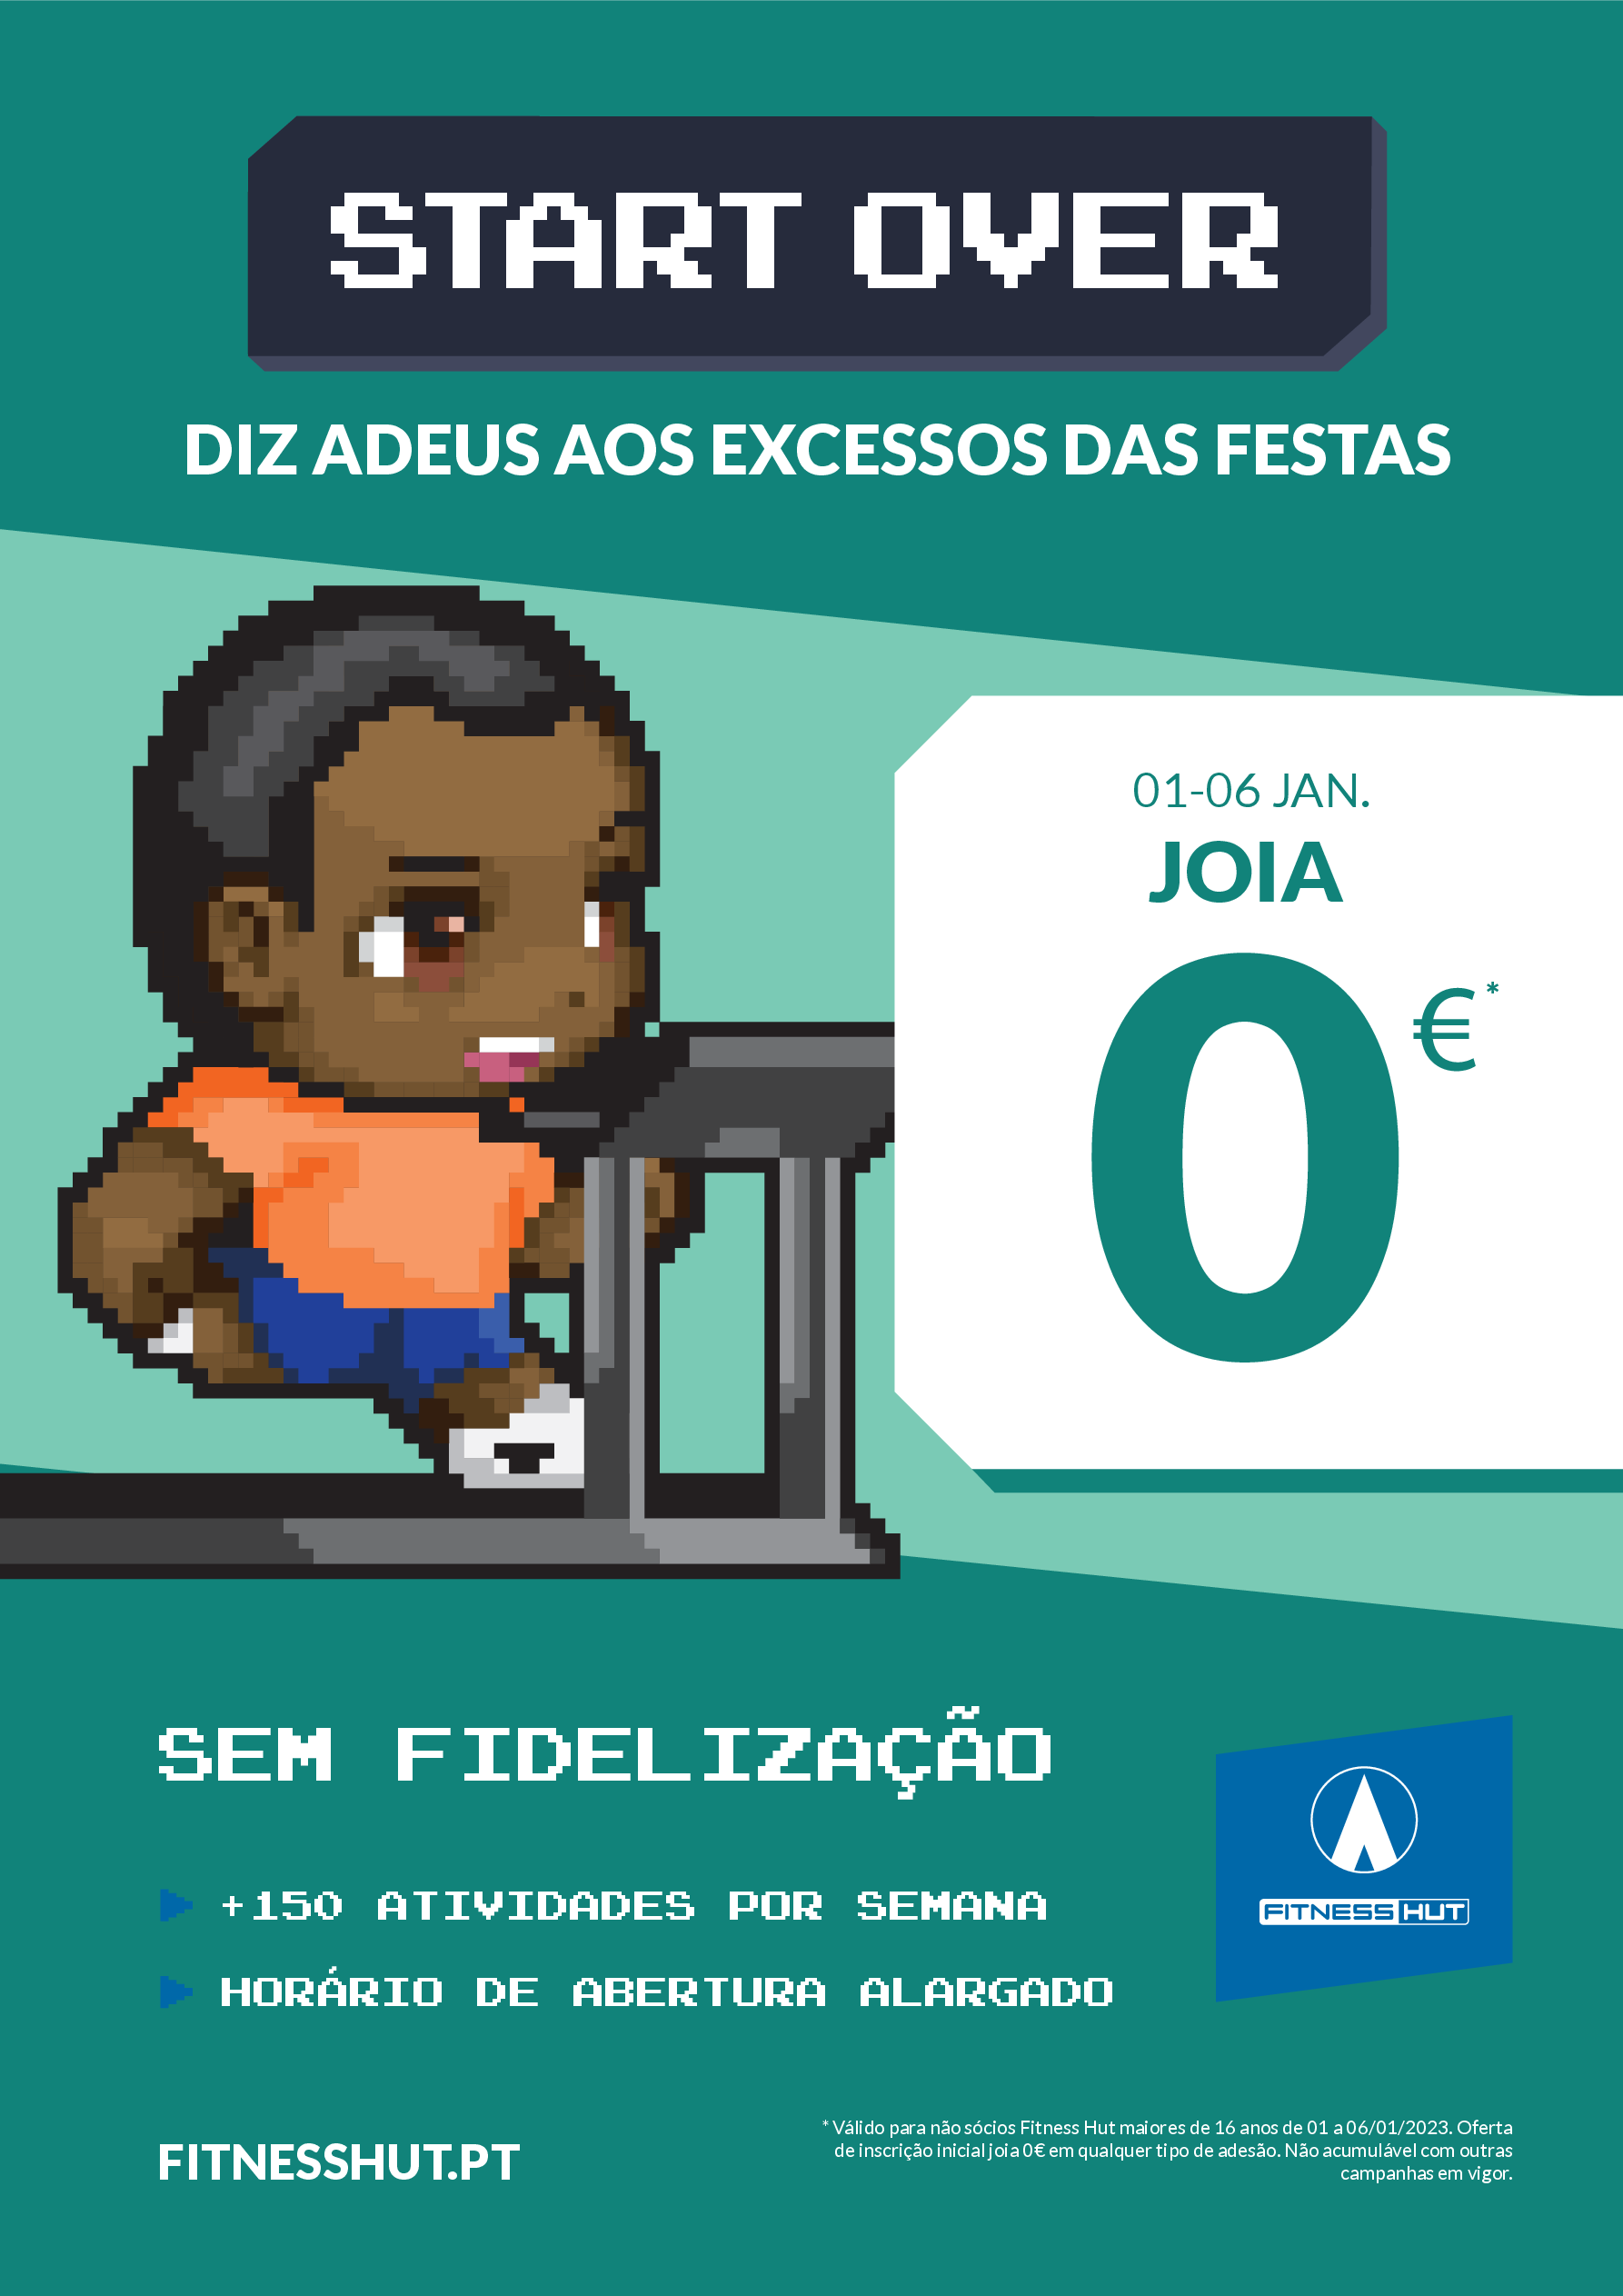 START OVER
DIZ ADEUS AOS EXCESSOS DAS FESTAS
01-06 JAN.
JOIA
0€*
SEM FIDELIZAÇÃO
+150 ATIVIDADES POR SEMANA
HORÁRIO DE ABERTURA ALARGADO
FITNESS HUT
FITNESSHUT.PT
* Válido para não sócios Fitness Hut maiores de 16 anos de 01 a 06/01/2023. Oferta
de inscrição inicial joia 0€ em qualquer tipo de adesão. Não acumulável com outras
campanhas em vigor.